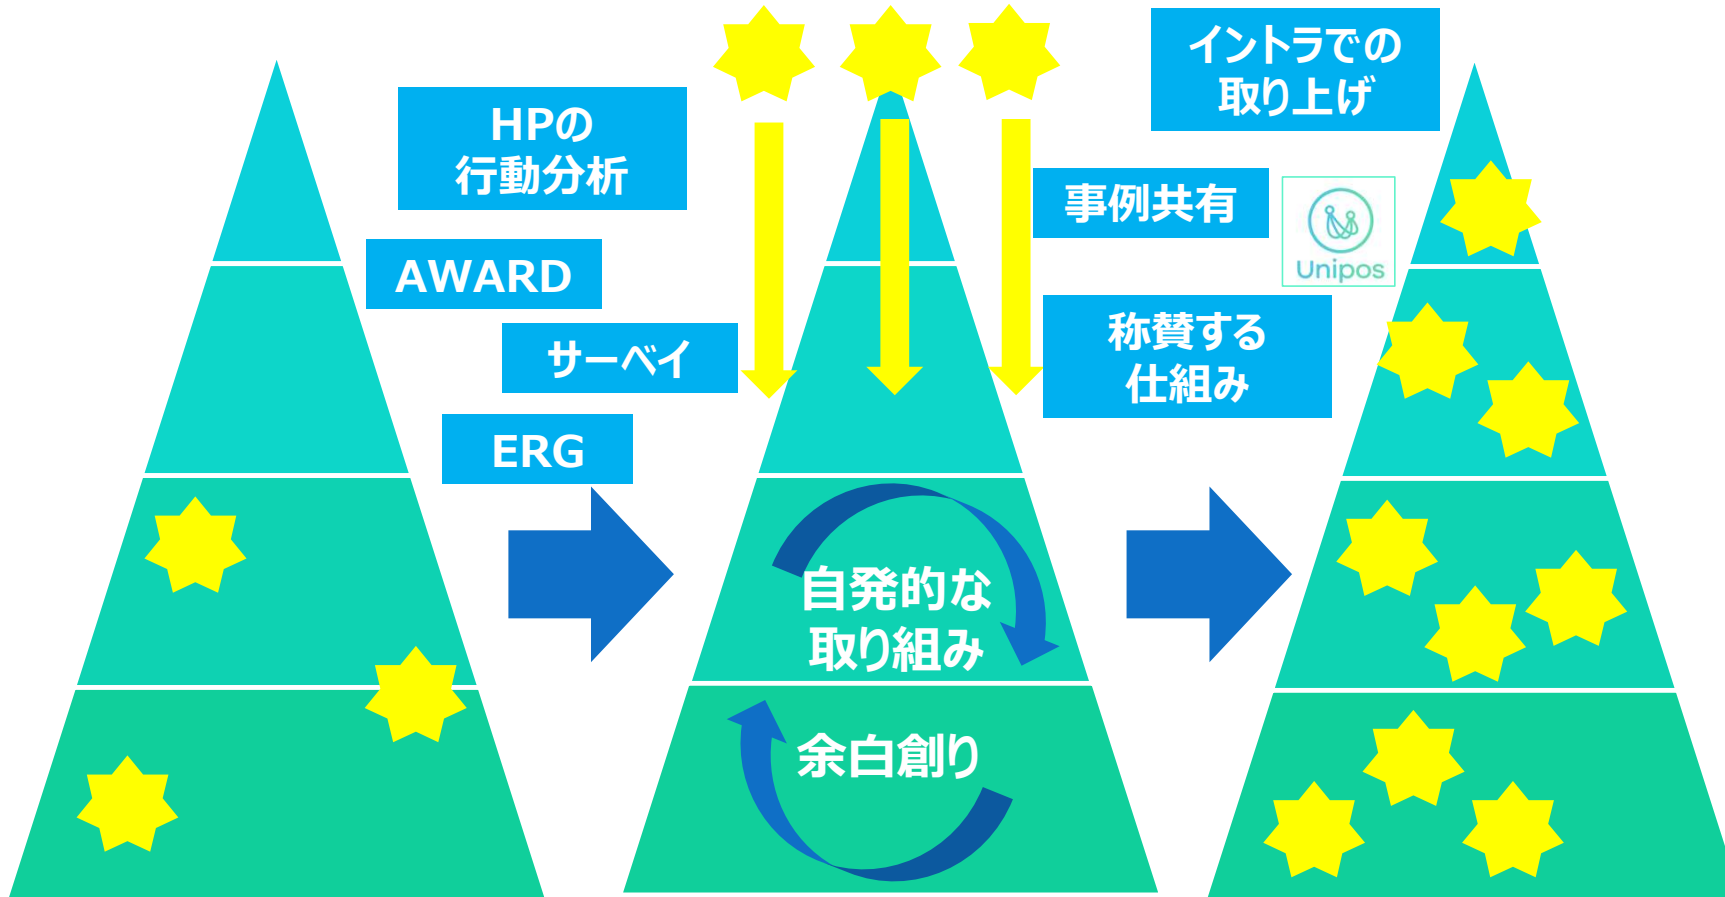 HPの
行動分析
AWARD
サーベイ
ERG
イントラでの
取り上げ
事例共有
Unipos
称賛する
仕組み
自発的な
取り組み
余白創り